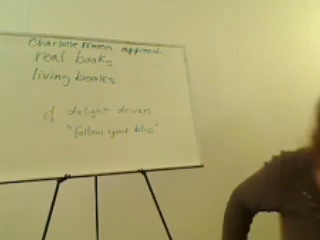 Charlotte Mason approach:
real books
living books
delight driven
"follow your bliss"